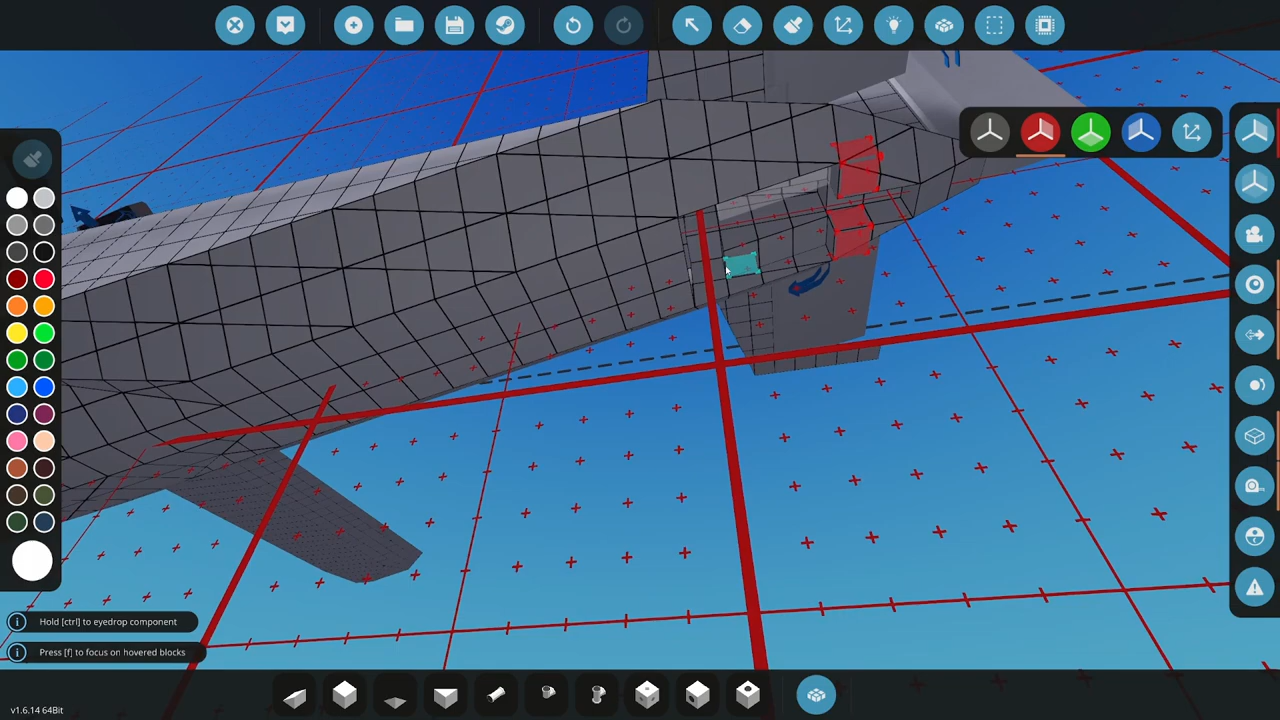 Hold [ctrl] to eyedrop component
Press [f] to focus on hovered blocks
v1.6.14 64Bit